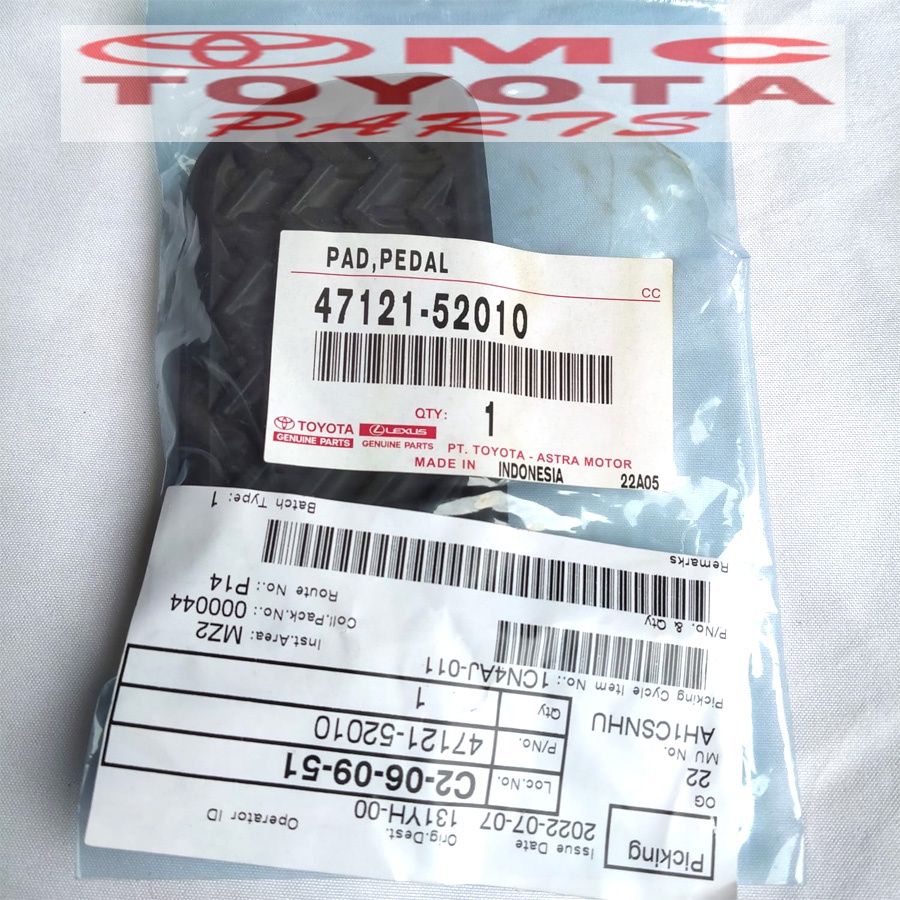 OMC
TOYOTA
PARTS
PAD,PEDAL
CC
47121-52010
QTY: 1
TOYOTA
GENUINE PARTS
LEXUS
GENUINE PARTS
PT. TOYOTA - ASTRA MOTOR
MADE IN INDONESIA 22A05
Picking
Issue Date
2022-07-07
Orig.Dest.
131YH-00
Operator ID
OG
22
MU No.
AH1CSNHU
Loc.No. C2-06-09-51
P/No. 47121-52010
Qty 1
Picking Cycle Item No.: 1CN4AJ-011
Inst.Area: MZ2
Coll.Pack.No.: 000044
Route No.: P14
P/No. & Qty
Remarks
Batch Type: 1